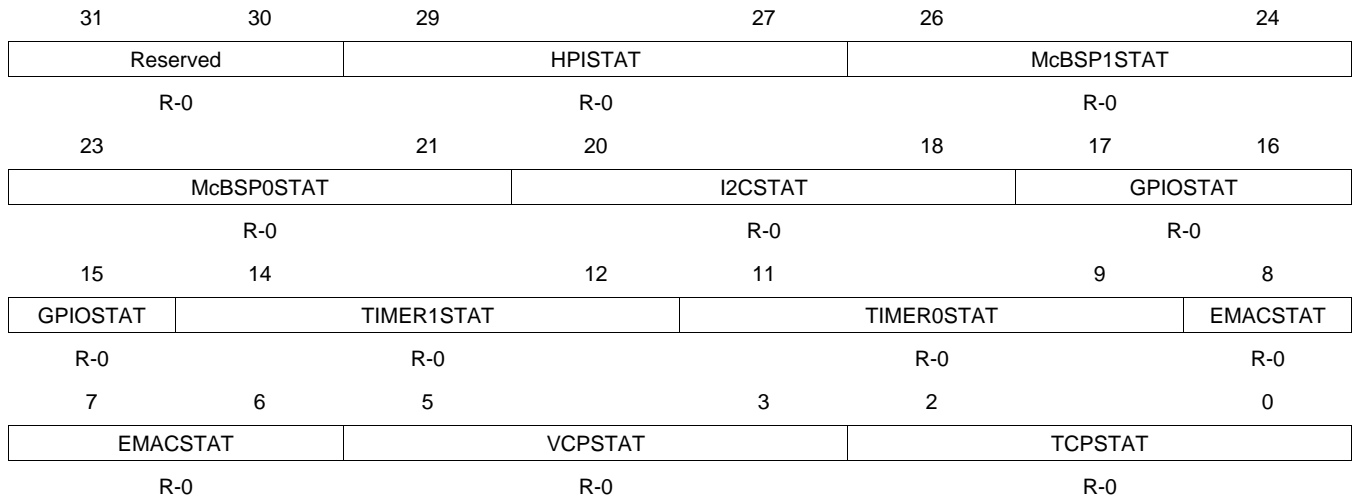 31 30 29 27 26 24
Reserved HPISTAT McBSP1STAT
R-0 R-0 R-0
23 21 20 18 17 16
McBSP0STAT I2CSTAT GPIOSTAT
R-0 R-0 R-0
15 14 12 11 9 8
GPIOSTAT TIMER1STAT TIMER0STAT EMACSTAT
R-0 R-0 R-0 R-0
7 6 5 3 2 0
EMACSTAT VCPSTAT TCPSTAT
R-0 R-0 R-0